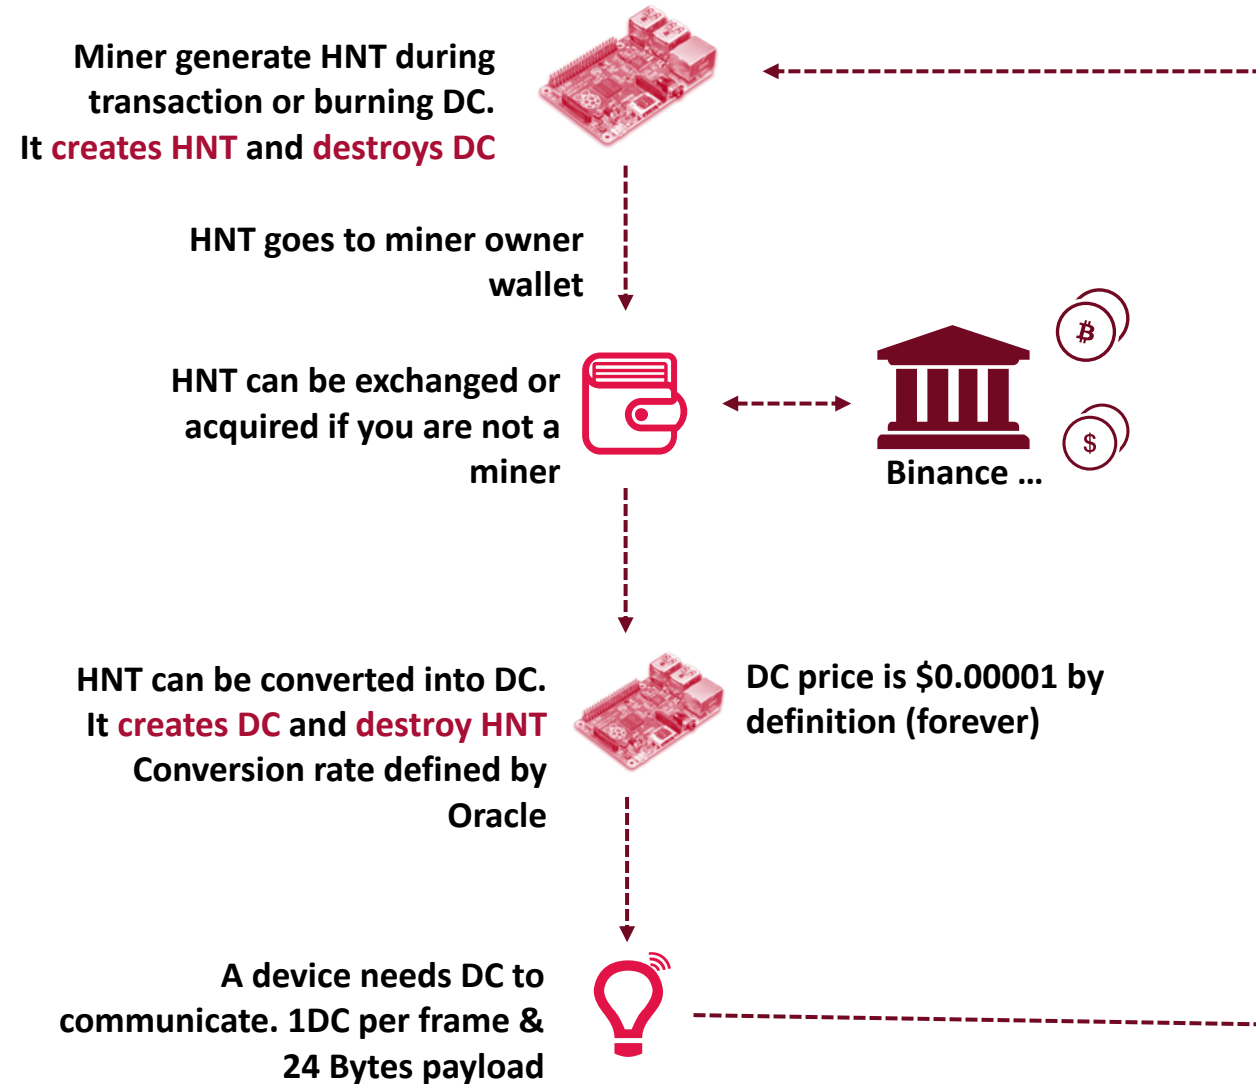 Miner generate HNT during
transaction or burning DC.
It creates HNT and destroys DC
HNT goes to miner owner
wallet
HNT can be exchanged or
acquired if you are not a
miner
₿
$
Binance ...
HNT can be converted into DC.
It creates DC and destroy HNT
Conversion rate defined by
Oracle
DC price is $0.00001 by
definition (forever)
A device needs DC to
communicate. 1DC per frame &
24 Bytes payload